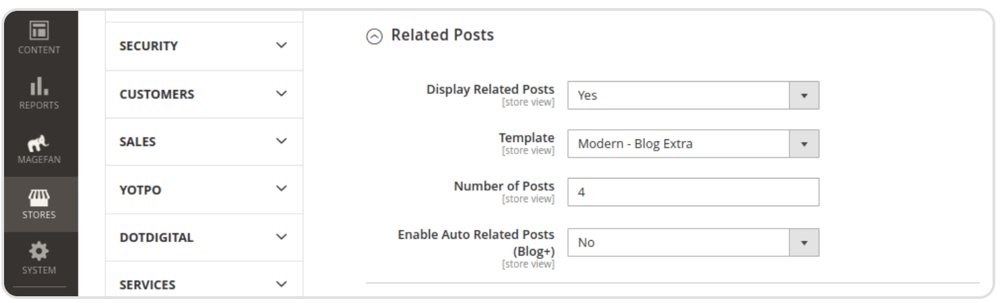 CONTENT
REPORTS
MAGEFAN
STORES
SYSTEM
SECURITY
CUSTOMERS
SALES
YOTPO
DOTDIGITAL
SERVICES
Related Posts
Display Related Posts
[store view]
Yes
Template
[store view]
Modern - Blog Extra
Number of Posts
[store view]
4
Enable Auto Related Posts
(Blog+)
[store view]
No